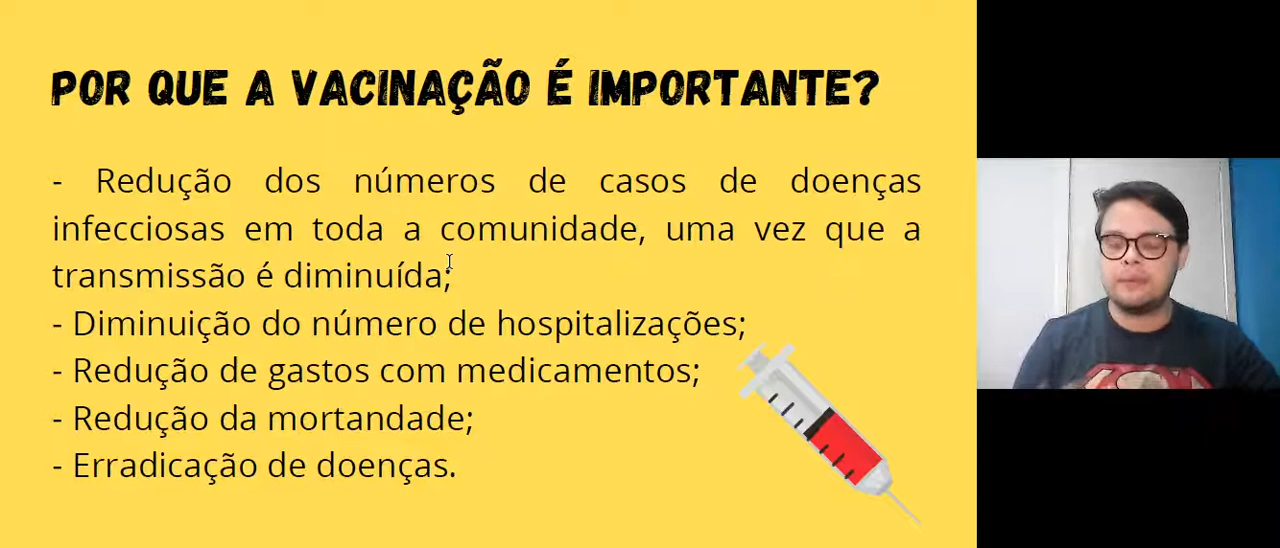 POR QUE A VACINAÇÃO É IMPORTANTE?
- Redução dos números de casos de doenças
infecciosas em toda a comunidade, uma vez que a
transmissão é diminuída;
- Diminuição do número de hospitalizações;
- Redução de gastos com medicamentos;
- Redução da mortandade;
- Erradicação de doenças.